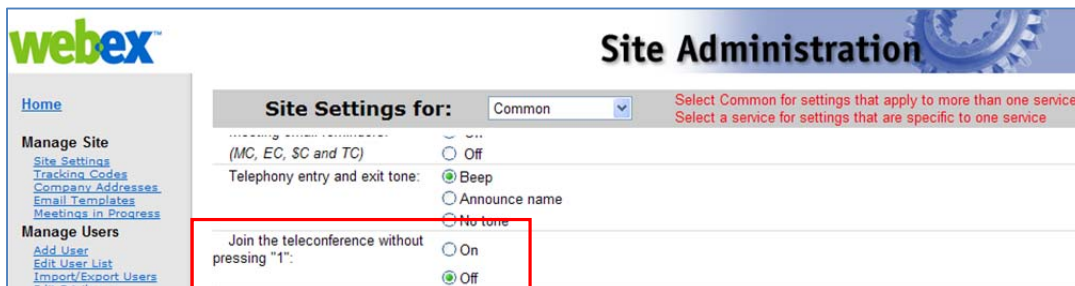 webex™
Site Administration
Home
Site Settings for:
Common
Select Common for settings that apply to more than one service
Select a service for settings that are specific to one service
Manage Site
Site Settings
Tracking Codes
Company Addresses
Email Templates
Meetings in Progress
Manage Users
Add User
Edit User List
Import/Export Users
(MC, EC, SC and TC)
Off
Telephony entry and exit tone:
Beep
Announce name
No tone
Join the teleconference without
pressing "1":
On
Off